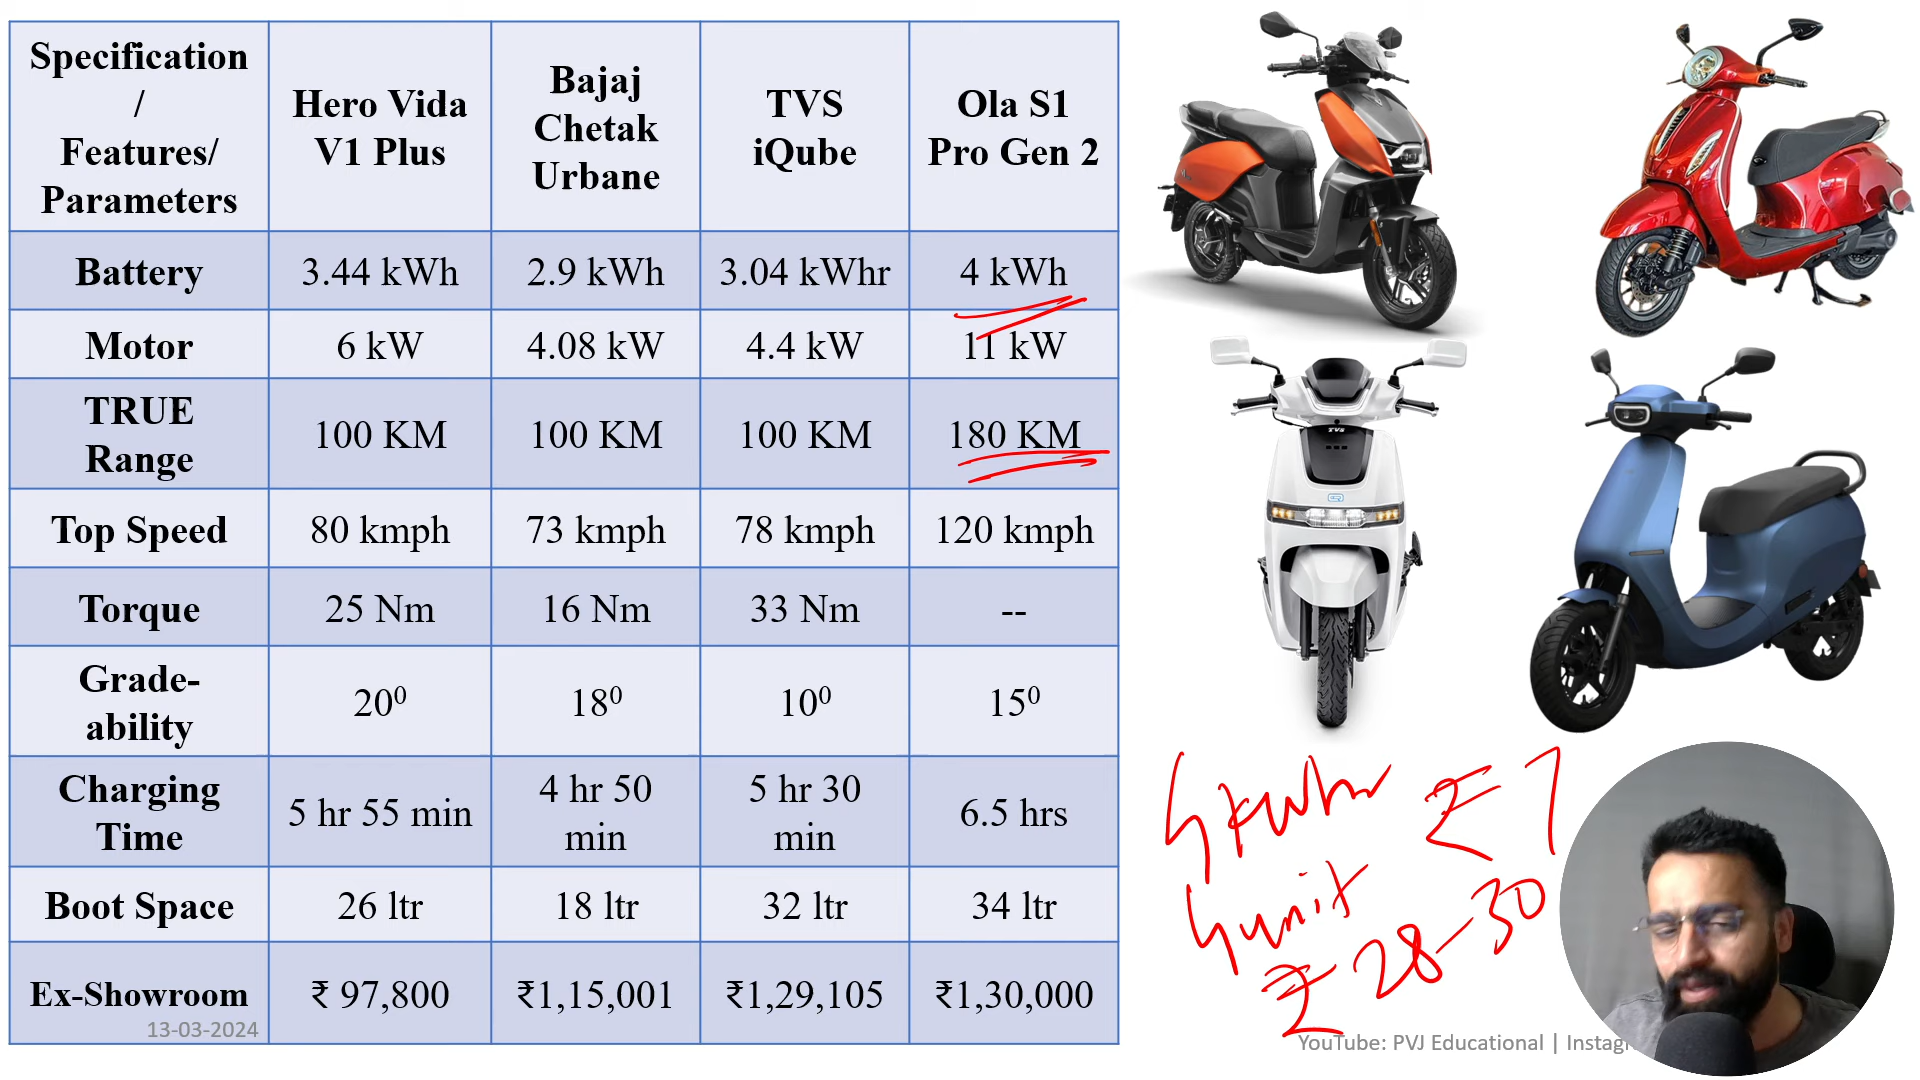 Specification
/
Features/
Parameters
Hero Vida
V1 Plus
Bajaj
Chetak
Urbane
TVS
iQube
Ola S1
Pro Gen 2
Battery
3.44 kWh
2.9 kWh
3.04 kWhr
4 kWh
Motor
6 kW
4.08 kW
4.4 kW
11 kW
TRUE
Range
100 KM
100 KM
100 KM
180 KM
Top Speed
80 kmph
73 kmph
78 kmph
120 kmph
Torque
25 Nm
16 Nm
33 Nm
--
Grade-
ability
20⁰
18⁰
10⁰
15⁰
Charging
Time
5 hr 55 min
4 hr 50
min
5 hr 30
min
6.5 hrs
Boot Space
26 ltr
18 ltr
32 ltr
34 ltr
Ex-Showroom
₹ 97,800
₹1,15,001
₹1,29,105
₹1,30,000
13-03-2024
TVS
4kWhr ₹ 7
4 unit
₹ 28-30
YouTube: PVJ Educational |